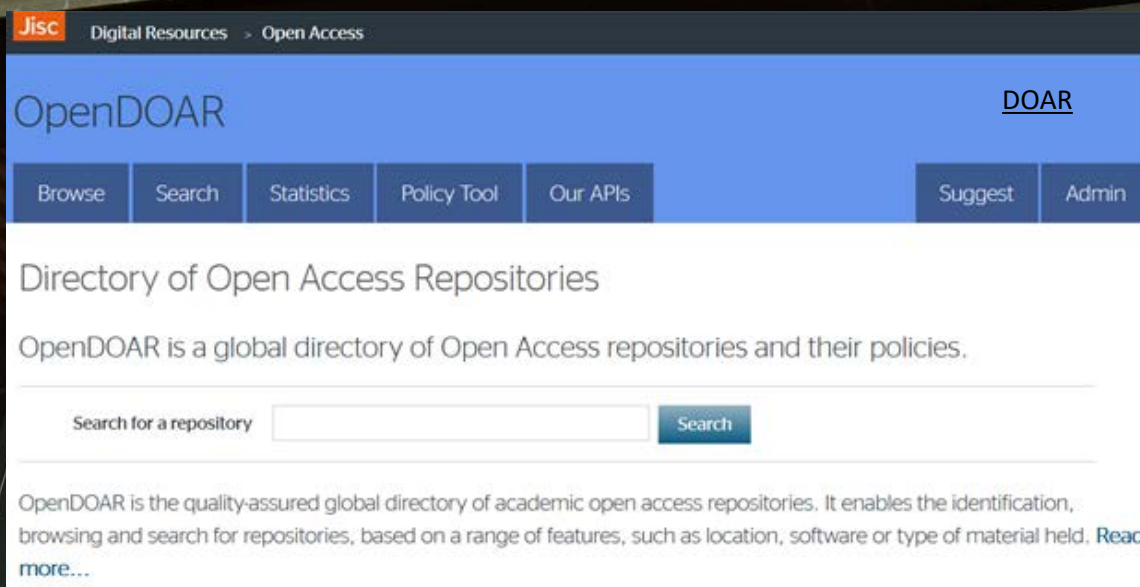 Jisc Digital Resources > Open Access
OpenDOAR
DOAR
Browse Search Statistics Policy Tool Our APIs Suggest Admin
Directory of Open Access Repositories
OpenDOAR is a global directory of Open Access repositories and their policies.
Search for a repository Search
OpenDOAR is the quality-assured global directory of academic open access repositories. It enables the identification,
browsing and search for repositories, based on a range of features, such as location, software or type of material held. Read
more...